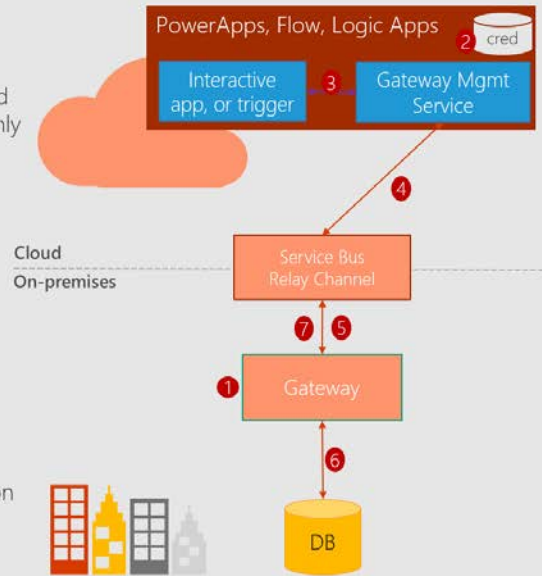 PowerApps, Flow, Logic Apps
2
cred
Interactive
app, or trigger
3
Gateway Mgmt
Service
4
Cloud
On-premises
Service Bus
Relay Channel
7
5
1
Gateway
6
DB